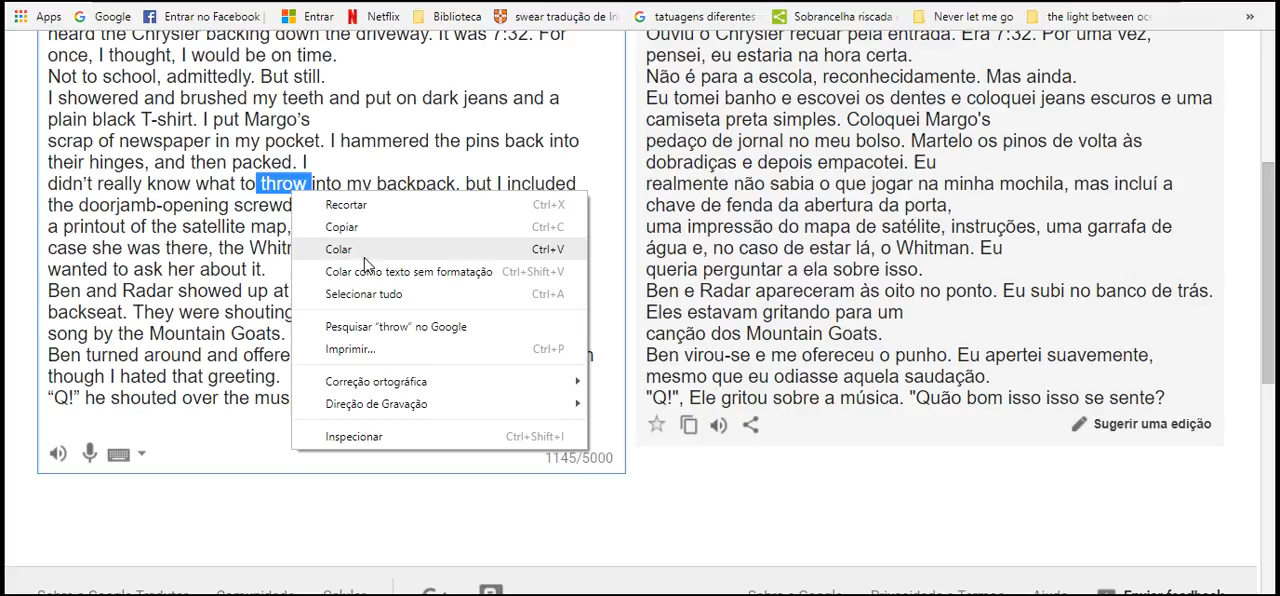 Apps Google Entrar no Facebook Entrar Netflix Biblioteca swear tradução de In tatuagens diferentes Sobrancelha riscada Never let me go the light between oce »
heard the Chrysler backing down the driveway. It was 7:32. For
once, I thought, I would be on time.
Not to school, admittedly. But still.
I showered and brushed my teeth and put on dark jeans and a
plain black T-shirt. I put Margo's
scrap of newspaper in my pocket. I hammered the pins back into
their hinges, and then packed. I
didn't really know what to throw into my backpack, but I included
the doorjamb-opening screwd
a printout of the satellite map,
case she was there, the Whitm
wanted to ask her about it.
Ben and Radar showed up at
backseat. They were shouting
song by the Mountain Goats.
Ben turned around and offere
though I hated that greeting.
"Q!" he shouted over the mus
1145/5000
Recortar Ctrl+X
Copiar Ctrl+C
Colar Ctrl+V
Colar como texto sem formatação Ctrl+Shift+V
Selecionar tudo Ctrl+A
Pesquisar "throw" no Google
Imprimir... Ctrl+P
Correção ortográfica
Direção de Gravação
Inspecionar Ctrl+Shift+I
Ouviu o Chrysler recuar pela entrada. Era 7:32. Por uma vez,
pensei, eu estaria na hora certa.
Não é para a escola, reconhecidamente. Mas ainda.
Eu tomei banho e escovei os dentes e coloquei jeans escuros e uma
camiseta preta simples. Coloquei Margo's
pedaço de jornal no meu bolso. Martelo os pinos de volta às
dobradiças e depois empacotei. Eu
realmente não sabia o que jogar na minha mochila, mas incluí a
chave de fenda da abertura da porta,
uma impressão do mapa de satélite, instruções, uma garrafa de
água e, no caso de estar lá, o Whitman. Eu
queria perguntar a ela sobre isso.
Ben e Radar apareceram às oito no ponto. Eu subi no banco de trás.
Eles estavam gritando para um
canção dos Mountain Goats.
Ben virou-se e me ofereceu o punho. Eu apertei suavemente,
mesmo que eu odiasse aquela saudação.
"Q!", Ele gritou sobre a música. "Quão bom isso isso se sente?
Sugerir uma edição
Sobre o Google Tradutor Comunidade Celular Sobre o Google Privacidade e Termos Ajuda Enviar feedback